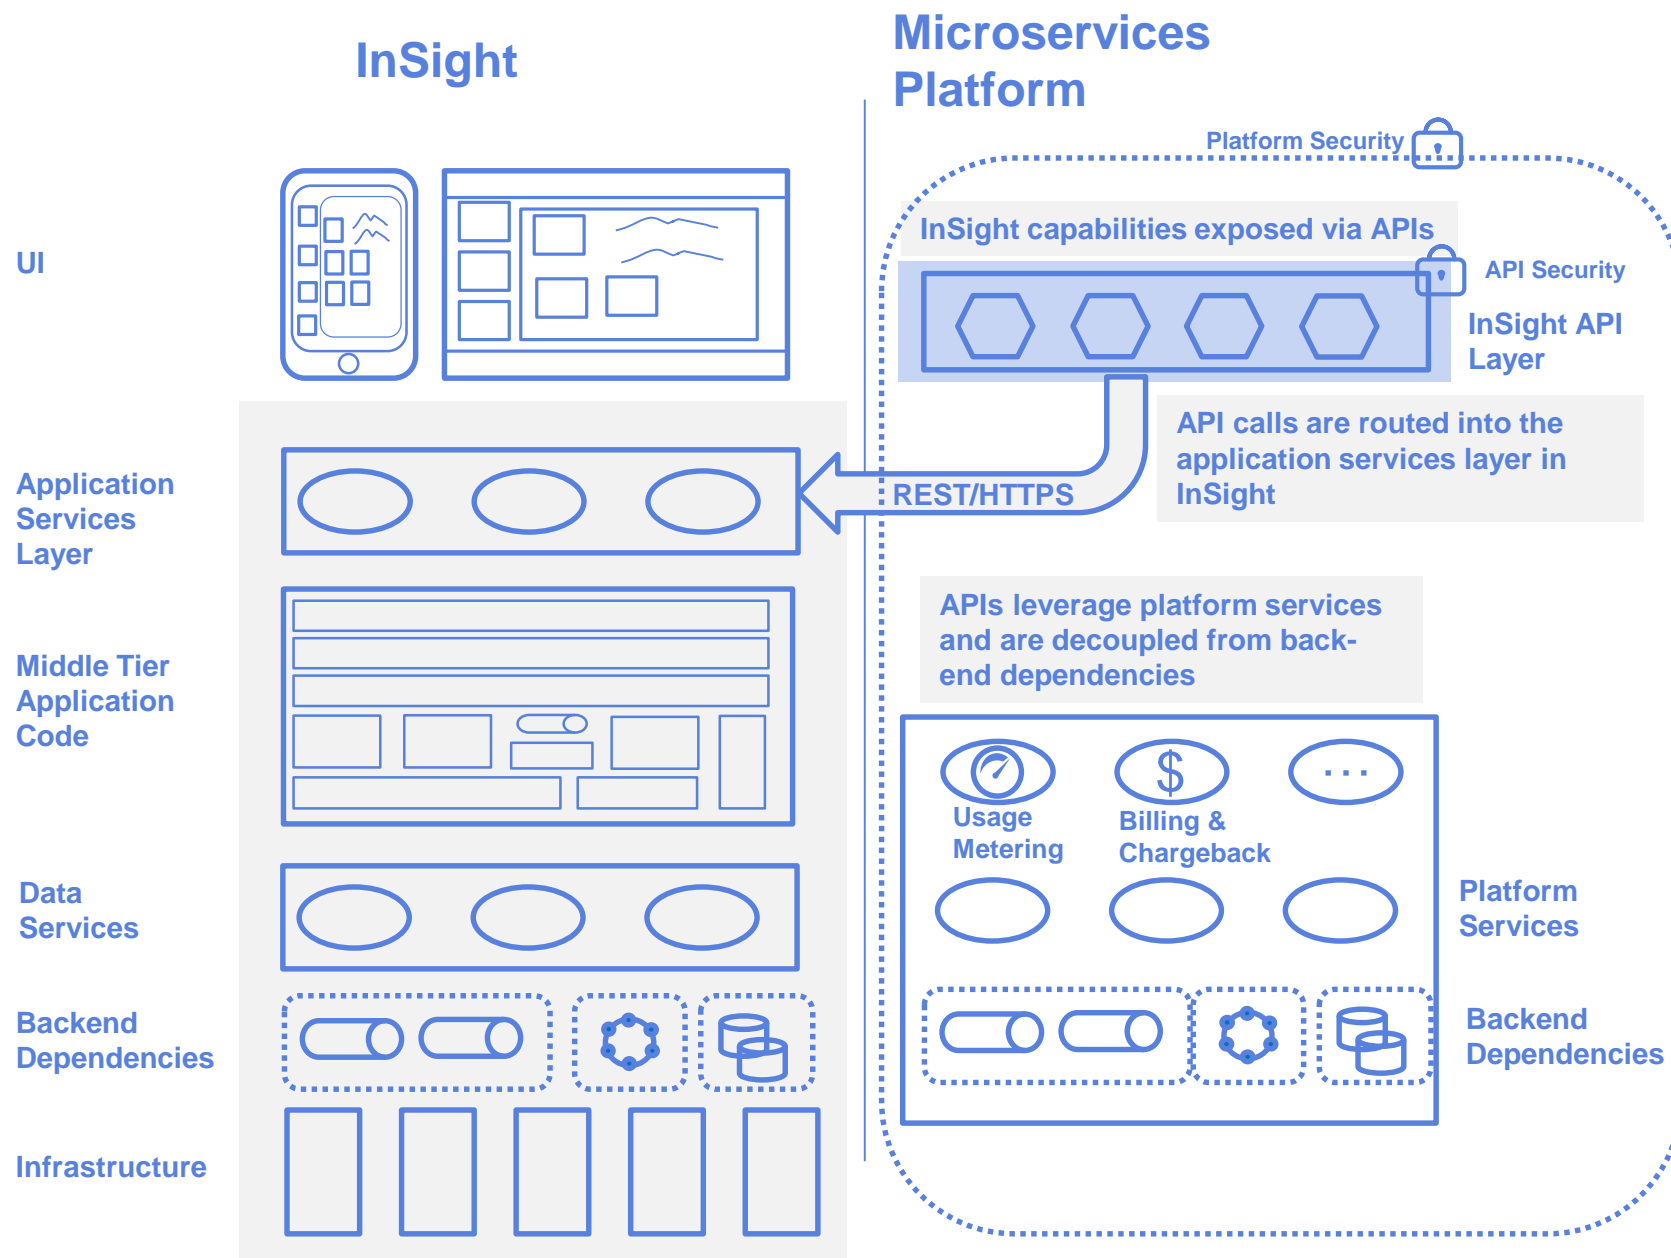 InSight
Microservices
Platform
Platform Security
InSight capabilities exposed via APIs
UI
API Security
InSight API
Layer
API calls are routed into the
application services layer in
InSight
Application
Services
Layer
REST/HTTPS
APIs leverage platform services
and are decoupled from back-
end dependencies
Middle Tier
Application
Code
$
...
Usage
Metering
Billing &
Chargeback
Data
Services
Platform
Services
Backend
Dependencies
Backend
Dependencies
Infrastructure